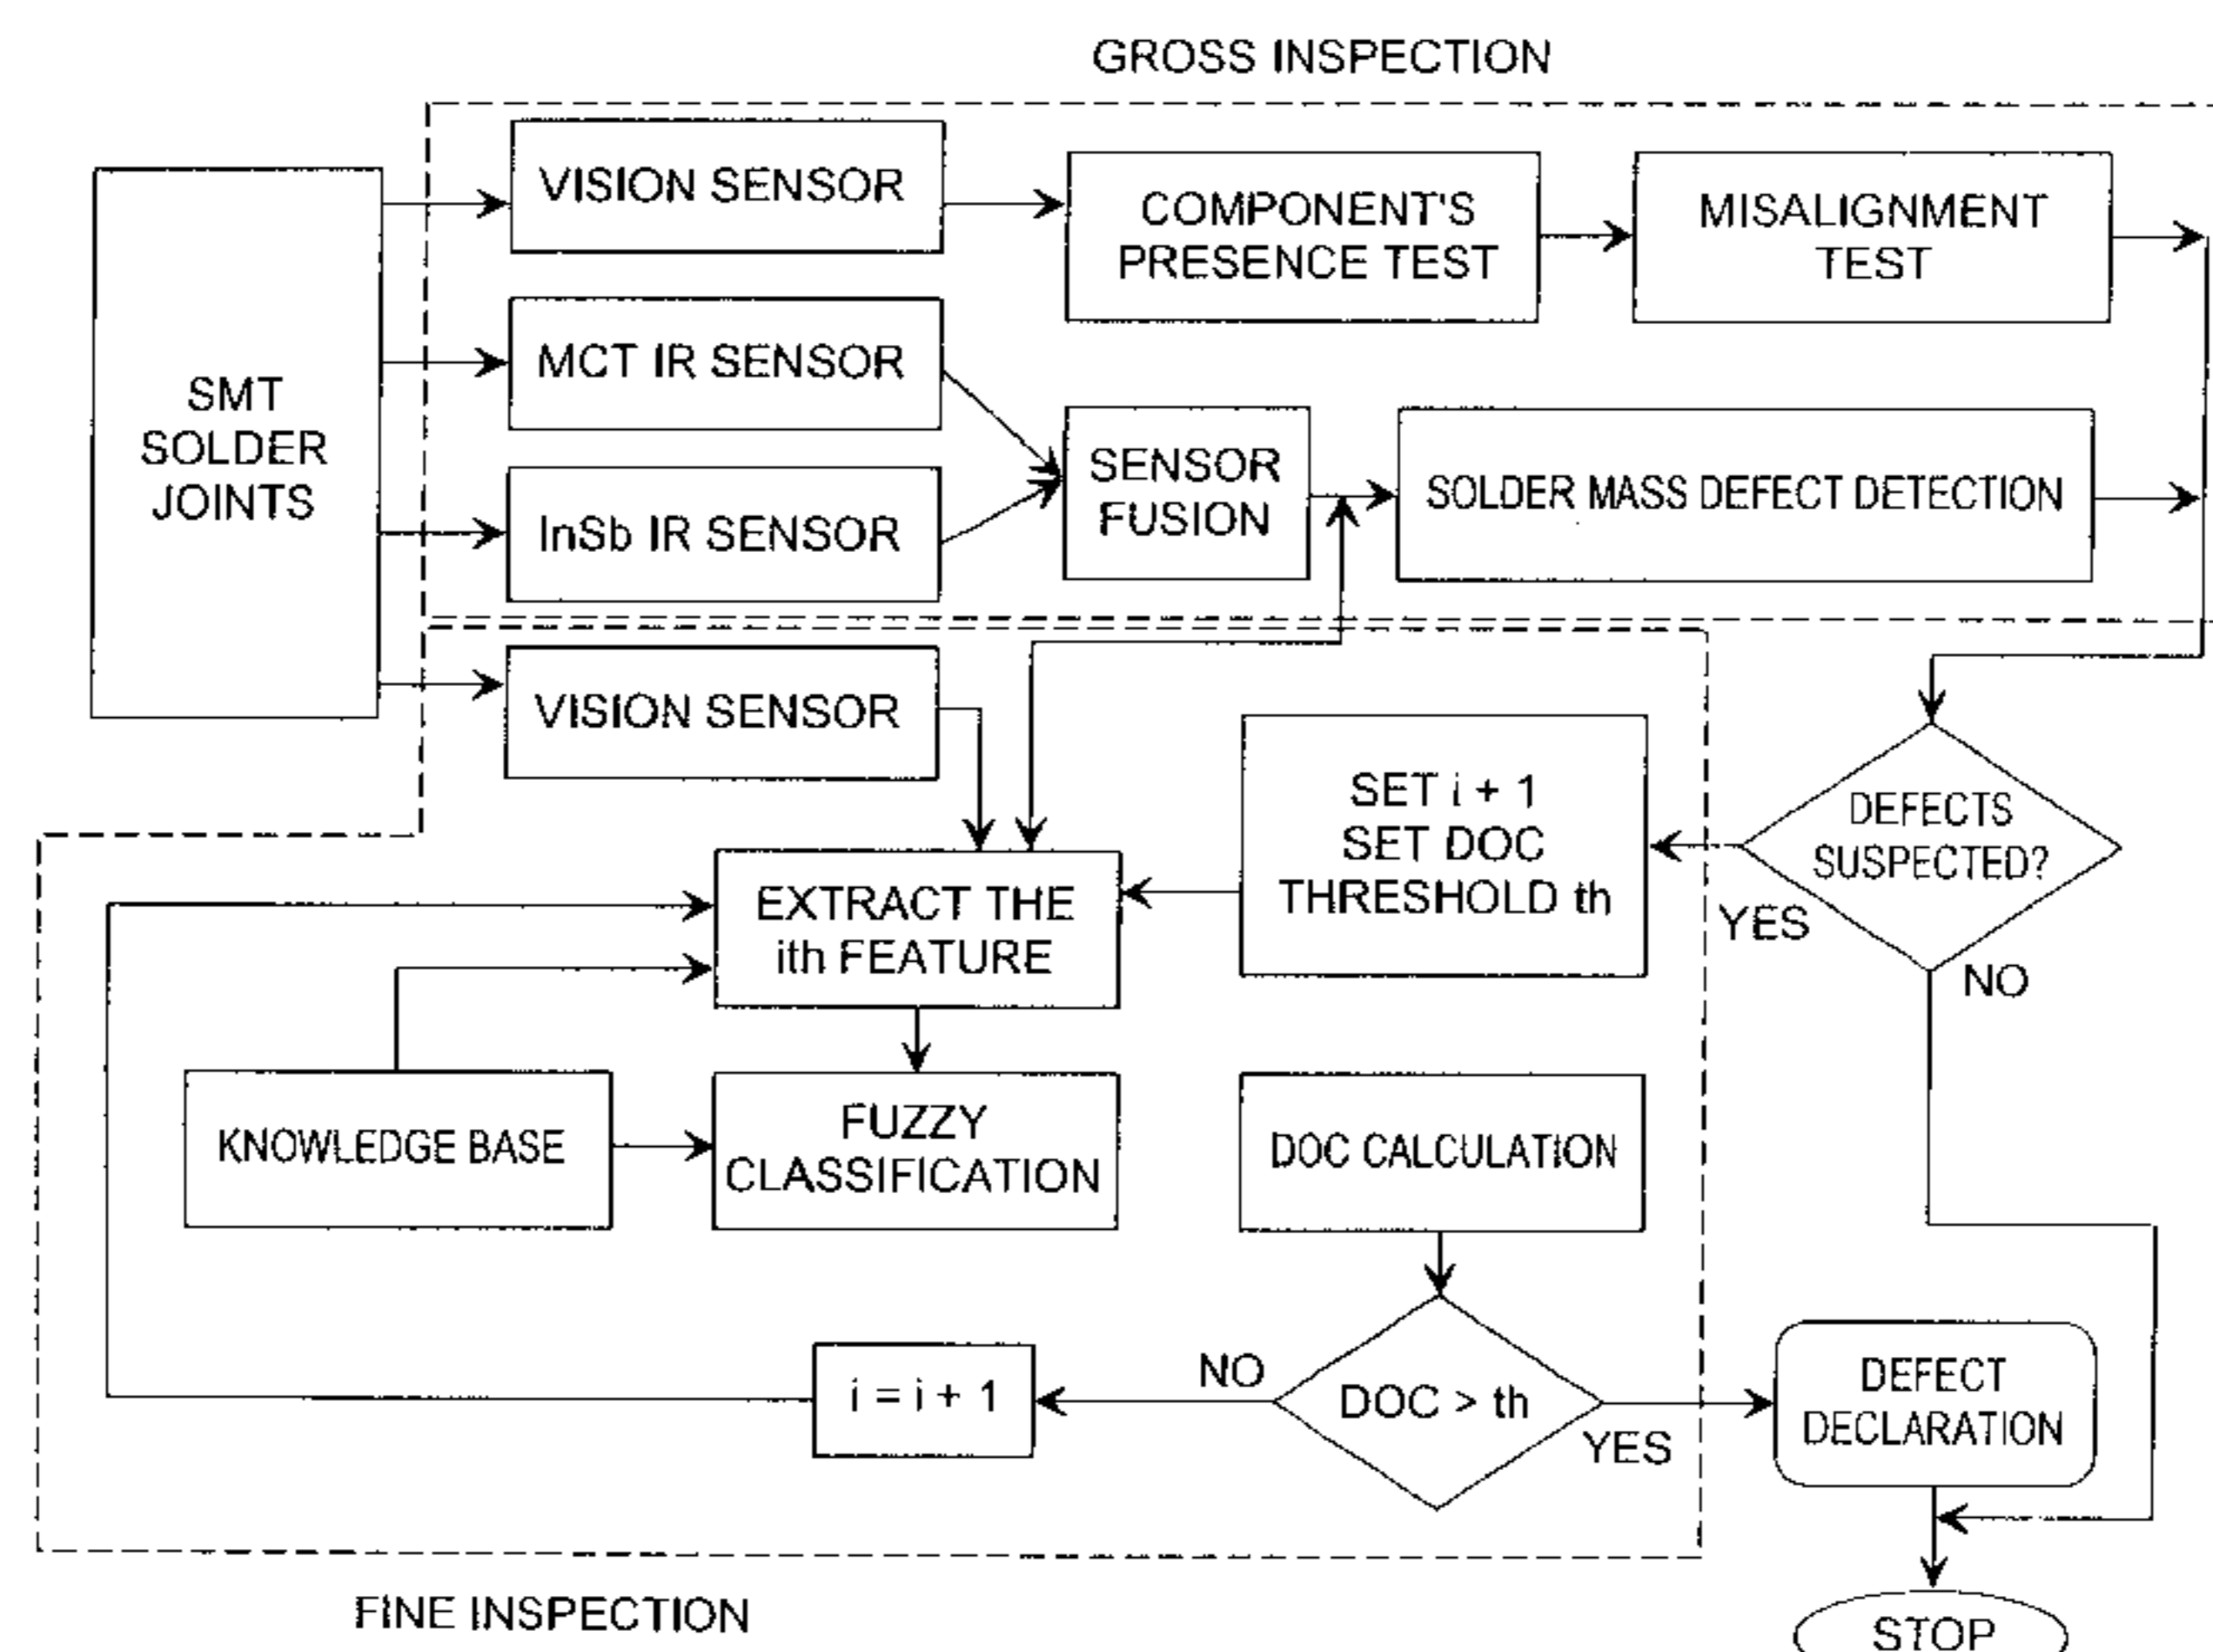 GROSS INSPECTION
VISION SENSOR
COMPONENT'S
PRESENCE TEST
MISALIGNMENT
TEST
SMT
SOLDER
JOINTS
MCT IR SENSOR
InSb IR SENSOR
SENSOR
FUSION
SOLDER MASS DEFECT DETECTION
VISION SENSOR
SET i + 1
SET DOC
THRESHOLD th
DEFECTS
SUSPECTED?
YES
NO
EXTRACT THE
ith FEATURE
KNOWLEDGE BASE
FUZZY
CLASSIFICATION
DOC CALCULATION
i = i + 1
NO
DOC > th
YES
DEFECT
DECLARATION
FINE INSPECTION
STOP